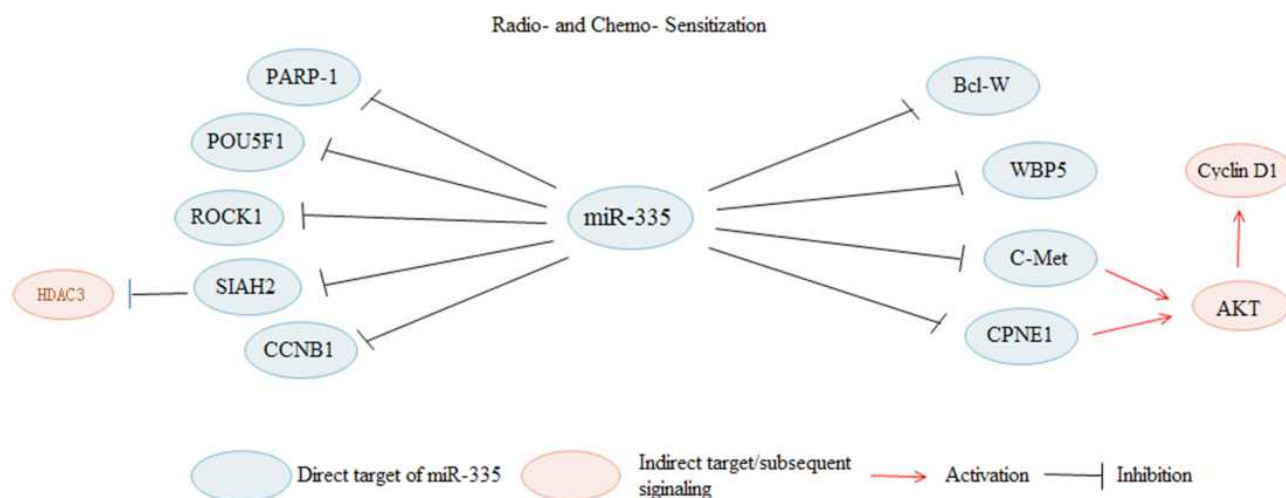 Radio- and Chemo- Sensitization
PARP-1
Bcl-W
POU5F1
WBP5
Cyclin D1
ROCK1
miR-335
C-Met
HDAC3
SIAH2
AKT
CPNE1
CCNB1
Direct target of miR-335
Indirect target/subsequent
siginaling
Activation
Inhibition